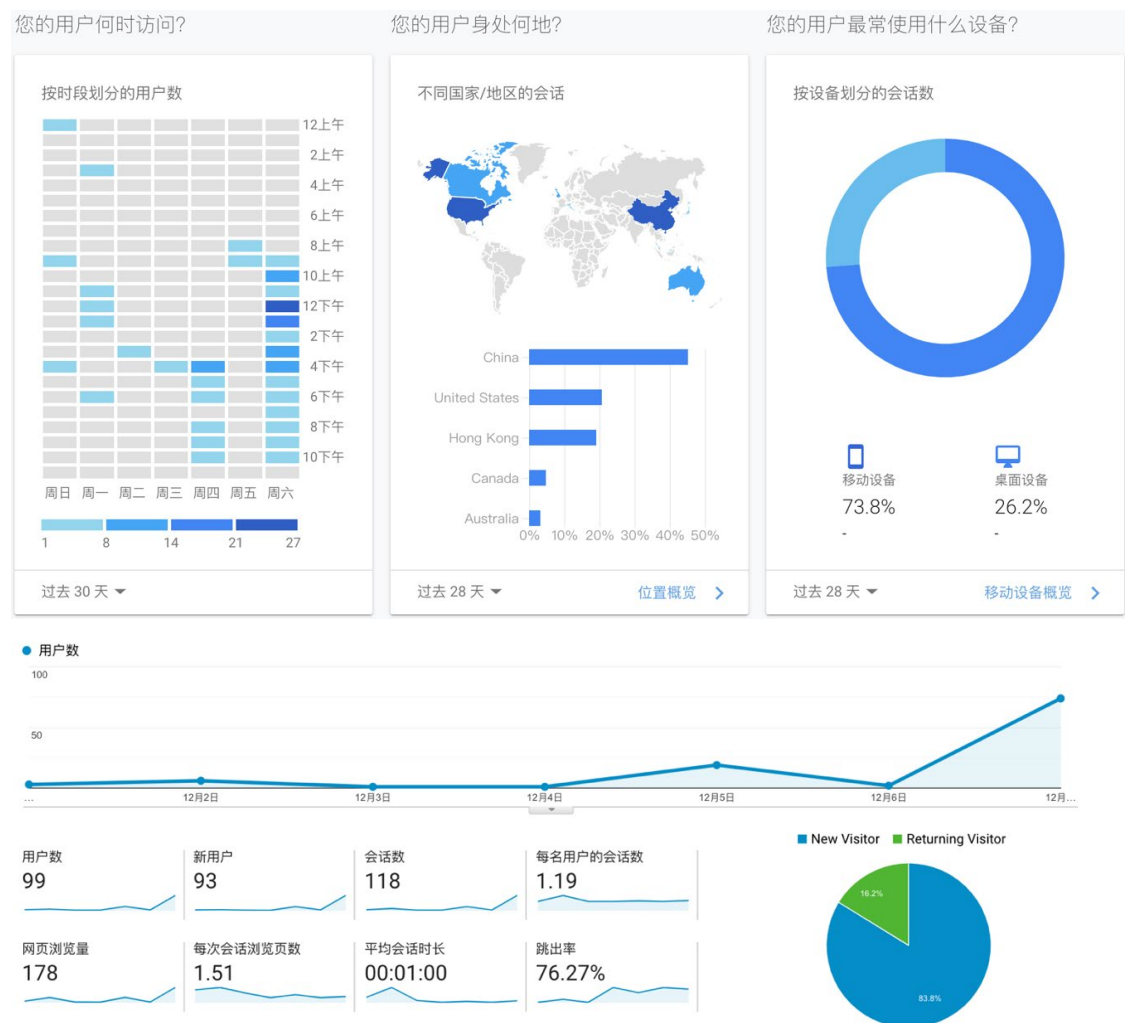 您的用户何时访问?
您的用户身处何地?
您的用户最常使用什么设备?
按时段划分的用户数
12上午
2上午
4上午
6上午
8上午
10上午
12下午
2下午
4下午
6下午
8下午
10下午
周日 周一 周二 周三 周四 周五 周六
1 8 14 21 27
过去 30 天
不同国家/地区的会话
China
United States
Hong Kong
Canada
Australia
0% 10% 20% 30% 40% 50%
过去 28 天
位置概览
按设备划分的会话数
移动设备
73.8%
-
桌面设备
26.2%
-
过去 28 天
移动设备概览
用户数
100
50
... 12月2日 12月3日 12月4日 12月5日 12月6日 12月...
用户数
99
新用户
93
会话数
118
每名用户的会话数
1.19
网页浏览量
178
每次会话浏览页数
1.51
平均会话时长
00:01:00
跳出率
76.27%
New Visitor Returning Visitor
16.2%
83.8%